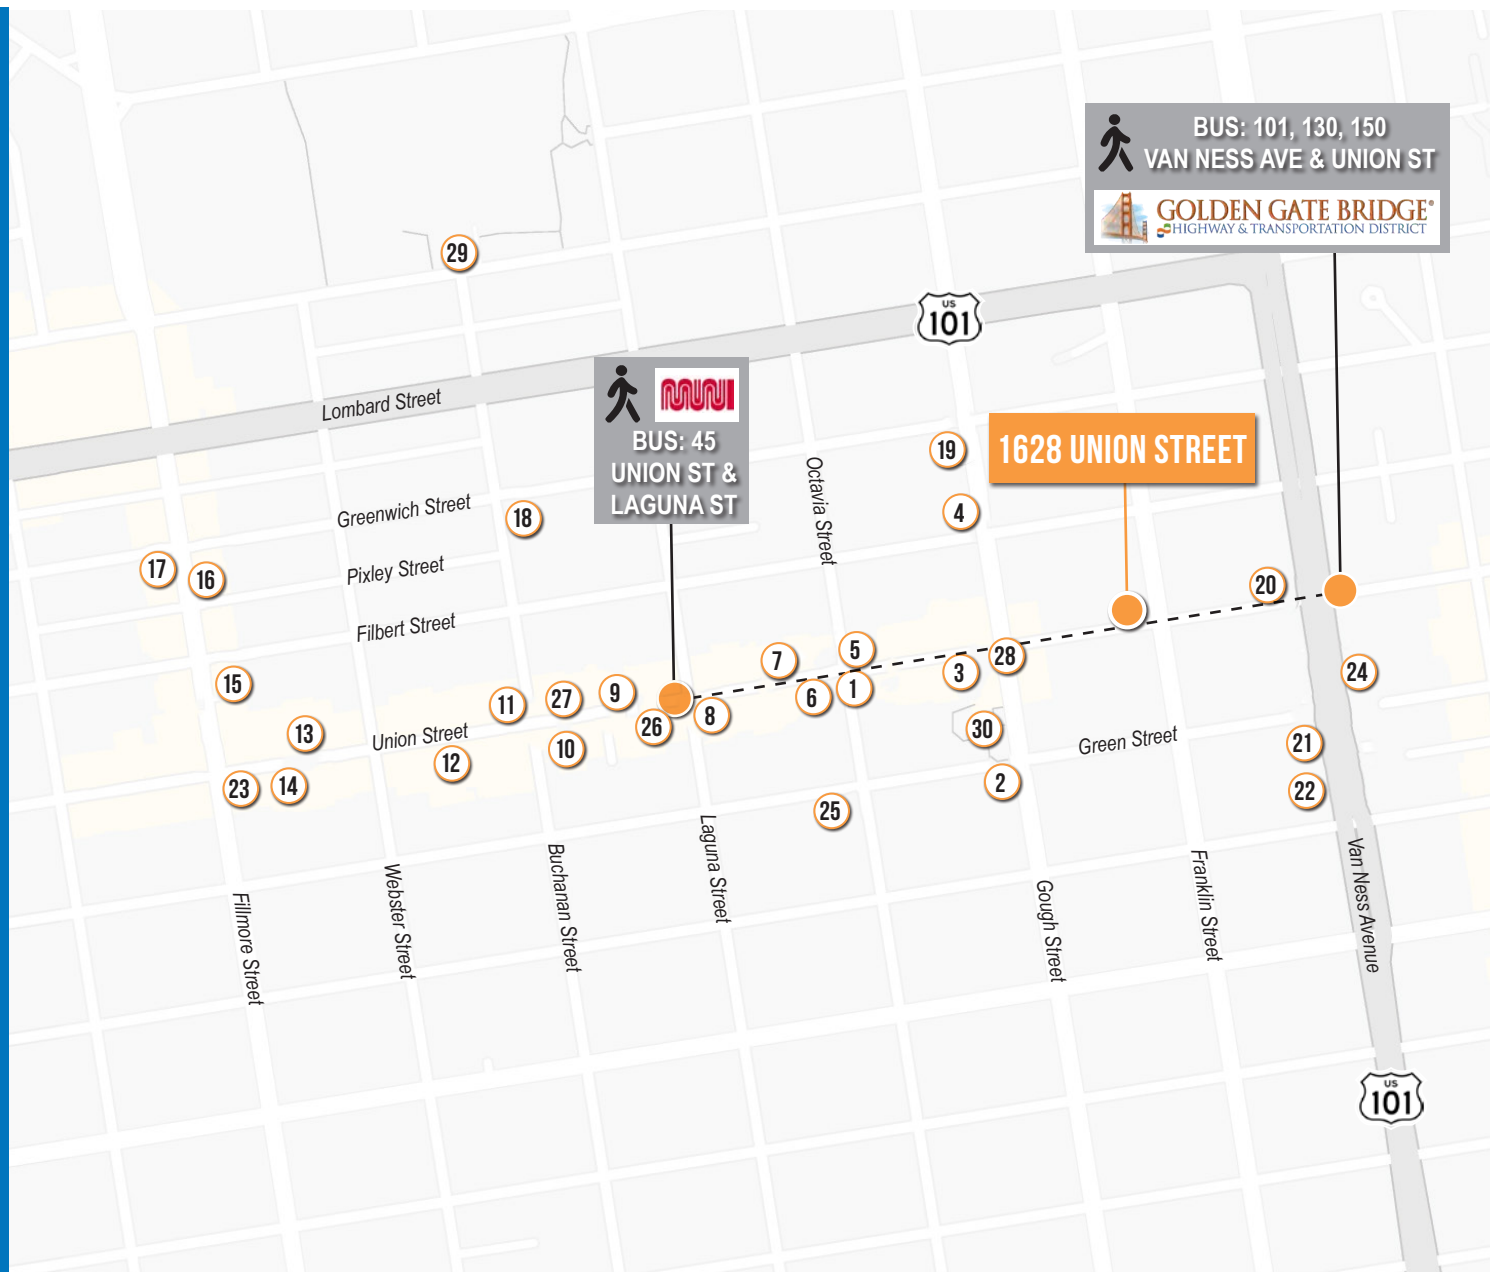 BUS: 101, 130, 150
VAN NESS AVE & UNION ST
GOLDEN GATE BRIDGE®
HIGHWAY & TRANSPORTATION DISTRICT
29
US
101
MUNI
BUS: 45
UNION ST &
LAGUNA ST
Lombard Street
1628 UNION STREET
19
4
Octavia Street
Greenwich Street
18
17
16
Pixley Street
Filbert Street
20
15
7
5
28
3
24
11
27
9
6
1
26
8
13
Union Street
12
10
30
Green Street
21
23
14
2
22
25
Fillmore Street
Webster Street
Buchanan Street
Laguna Street
Gough Street
Franklin Street
Van Ness Avenue
US
101